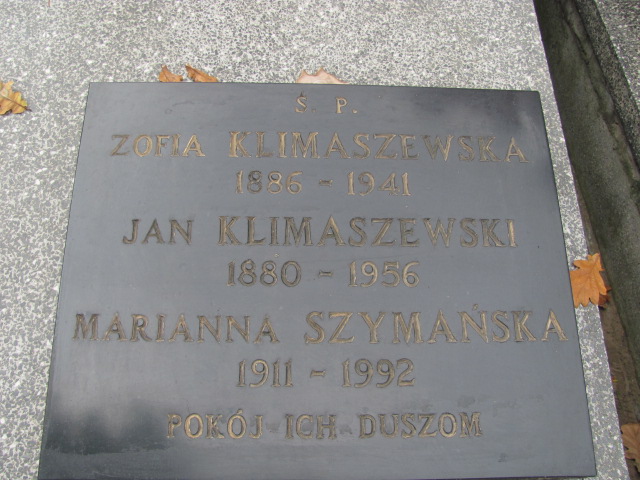 Ś. P.
ZOFIA KLIMASZEWSKA
1886 - 1941
JAN KLIMASZEWSKI
1880 - 1956
MARIANNA SZYMAŃSKA
1911 - 1992
POKÓJ ICH DUSZOM